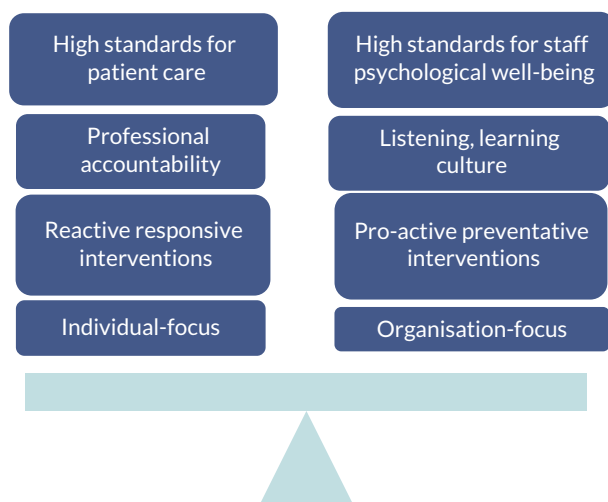 High standards for
patient care
Professional
accountability
Reactive responsive
interventions
Individual-focus
High standards for staff
psychological well-being
Listening, learning
culture
Pro-active preventative
interventions
Organisation-focus